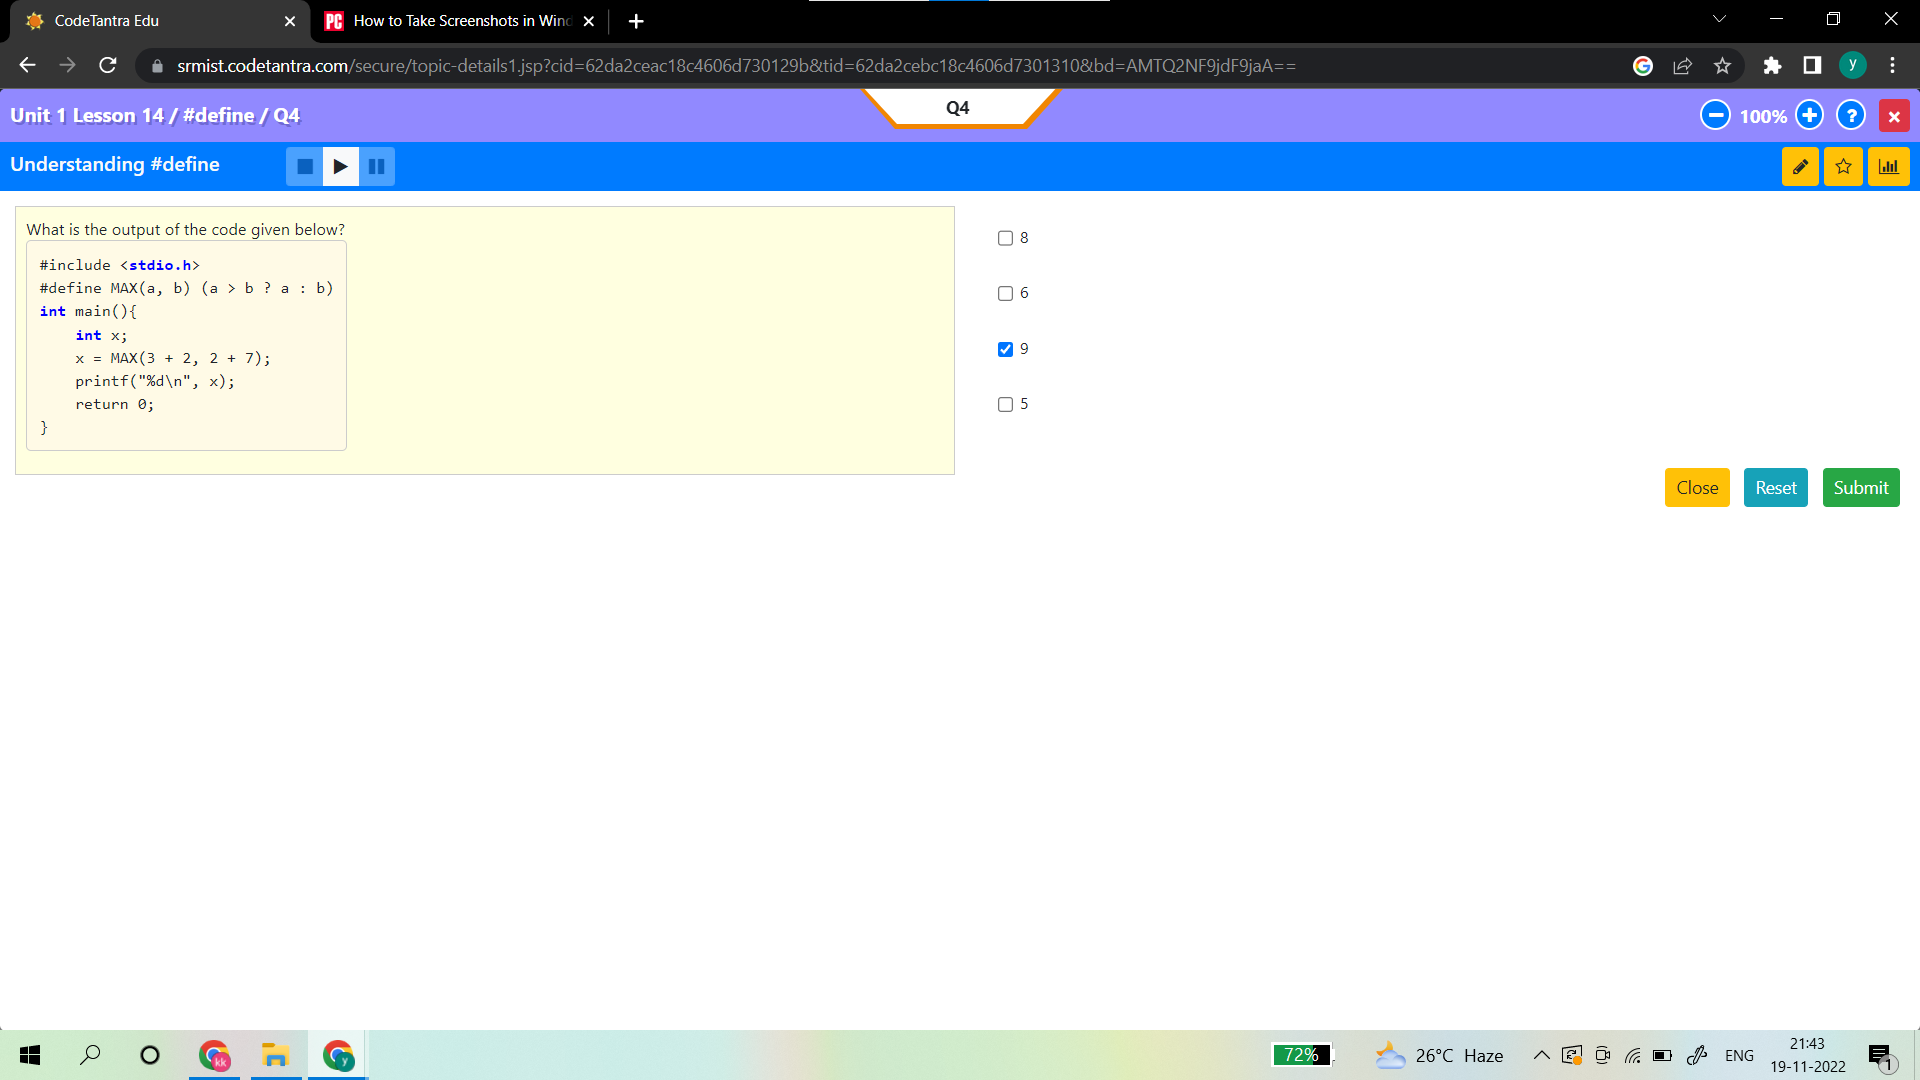 CodeTantra Edu
PC How to Take Screenshots in Wind
srmist.codetantra.com/secure/topic-details1.jsp?cid=62da2ceac18c4606d730129b&tid=62da2cebc18c4606d7301310&bd=AMTQ2NF9jdF9jaA==
y
Unit 1 Lesson 14 / #define / Q4
Q4
100%
?
Understanding #define
What is the output of the code given below?
#include <stdio.h>
#define MAX(a, b) (a > b ? a : b)
int main(){
    int x;
    x = MAX(3 + 2, 2 + 7);
    printf("%d\n", x);
    return 0;
}
8
6
9
5
Close
Reset
Submit
kk
y
72%
26°C Haze
ENG
21:43
19-11-2022
1